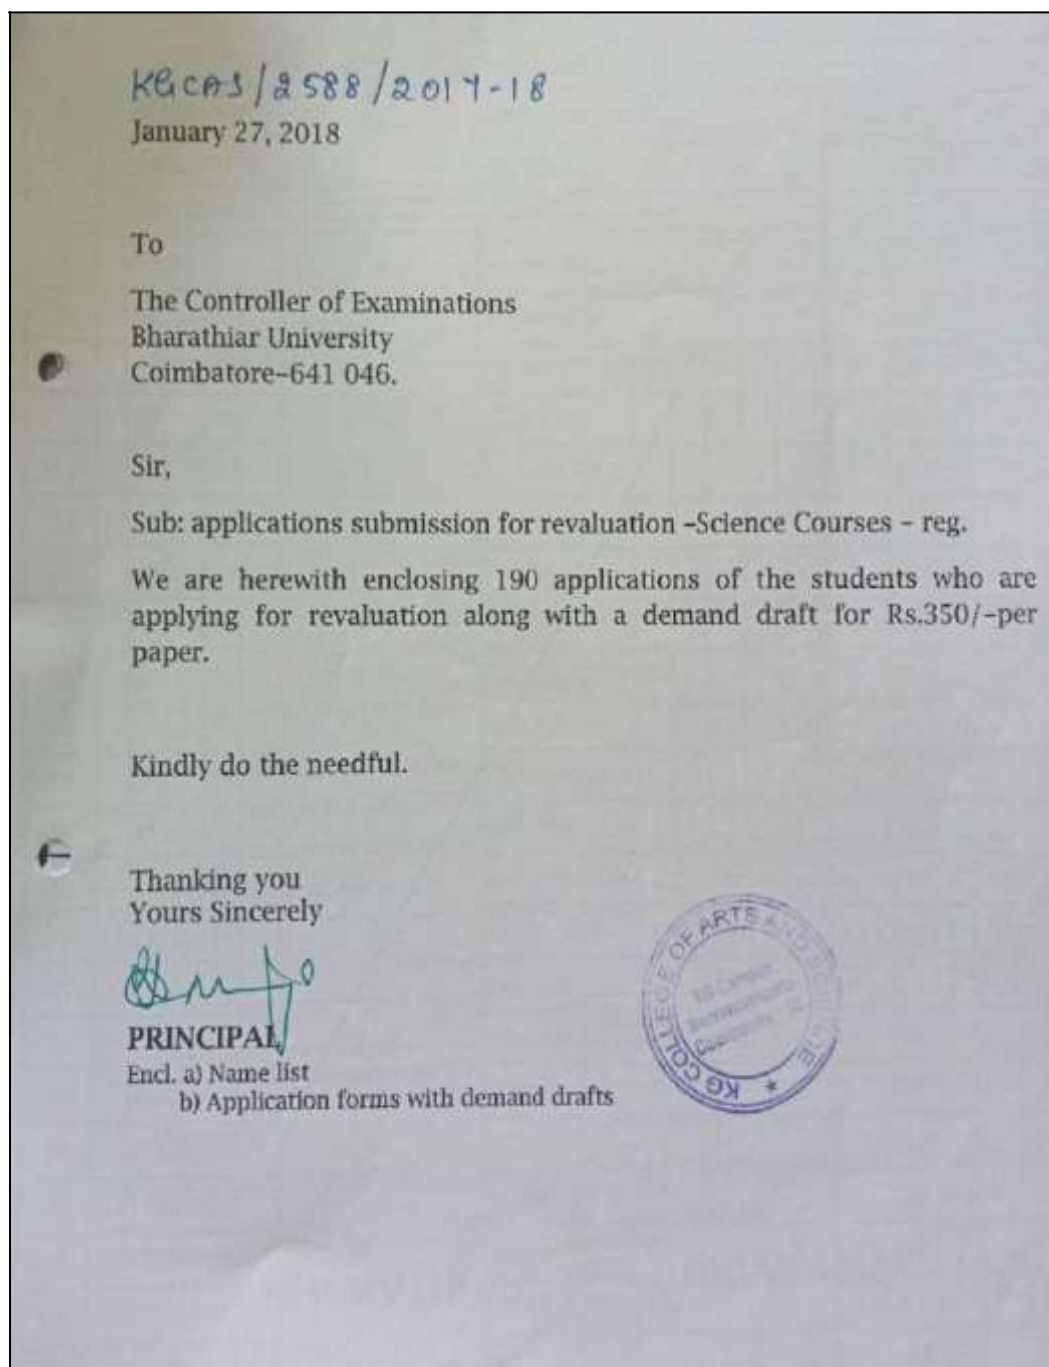 KGCAS/2588/2017-18
January 27, 2018
To
The Controller of Examinations
Bharathiar University
Coimbatore–641 046.
Sir,
Sub: applications submission for revaluation –Science Courses – reg.
We are herewith enclosing 190 applications of the students who are
applying for revaluation along with a demand draft for Rs.350/-per
paper.
Kindly do the needful.
Thanking you
Yours Sincerely
PRINCIPAL
Encl. a) Name list
b) Application forms with demand drafts
KG COLLEGE OF ARTS AND SCIENCE
KG Campus